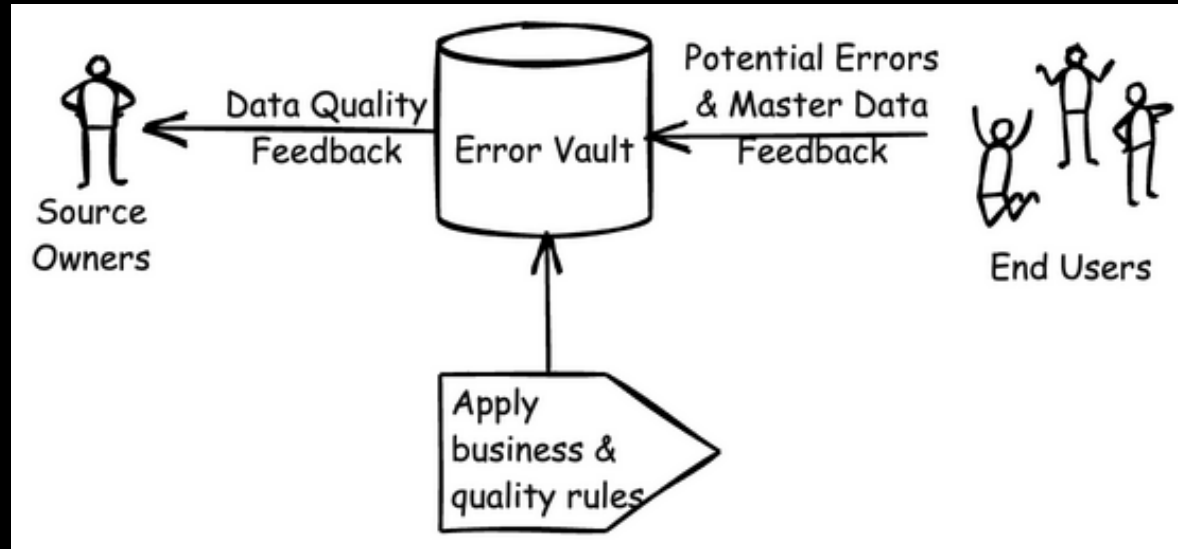 Data Quality
Feedback
Source
Owners
Error Vault
Potential Errors
& Master Data
Feedback
End Users
Apply
business &
quality rules